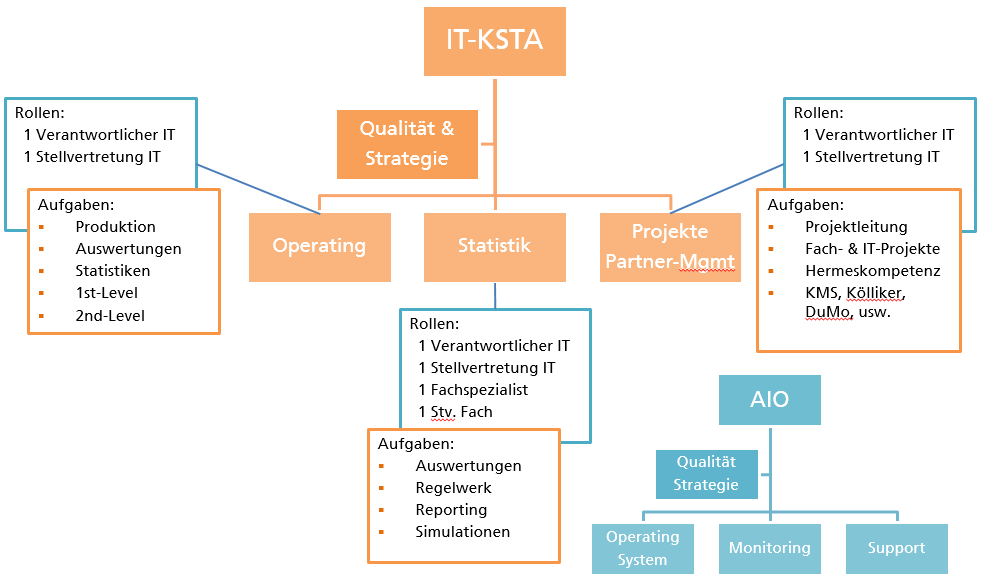 IT-KSTA
Qualität &
Strategie
Rollen:
1 Verantwortlicher IT
1 Stellvertretung IT
Aufgaben:
▪ Produktion
▪ Auswertungen
▪ Statistiken
▪ 1st-Level
▪ 2nd-Level
Operating
Statistik
Projekte
Partner-Mgmt
Rollen:
1 Verantwortlicher IT
1 Stellvertretung IT
Aufgaben:
▪ Projektleitung
▪ Fach- & IT-Projekte
▪ Hermeskompetenz
▪ KMS, Kölliker,
DuMo, usw.
Rollen:
1 Verantwortlicher IT
1 Stellvertretung IT
1 Fachspezialist
1 Stv. Fach
Aufgaben:
▪ Auswertungen
▪ Regelwerk
▪ Reporting
▪ Simulationen
AIO
Qualität
Strategie
Operating
System
Monitoring
Support